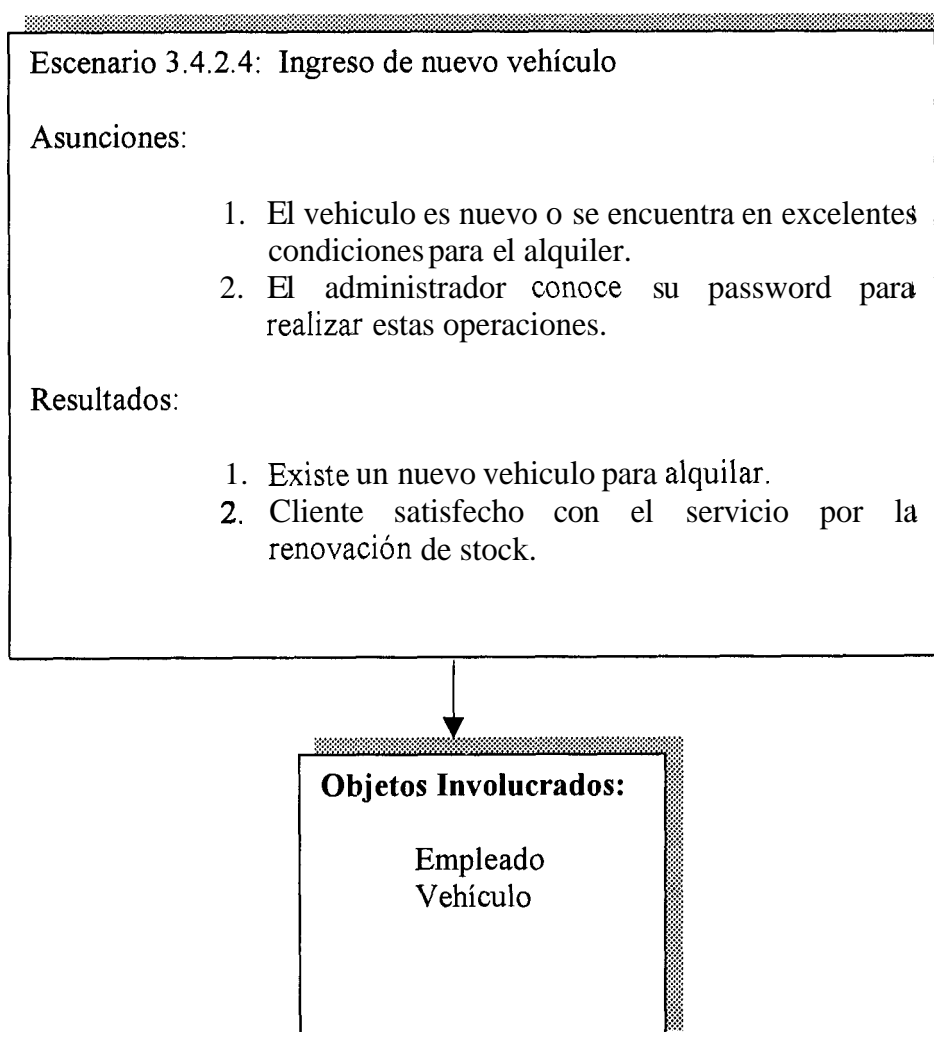 Escenario 3.4.2.4: Ingreso de nuevo vehículo
Asunciones:
1. El vehiculo es nuevo o se encuentra en excelentes
condiciones para el alquiler.
2. El administrador conoce su password para
realizar estas operaciones.
Resultados:
1. Existe un nuevo vehiculo para alquilar.
2. Cliente satisfecho con el servicio por la
renovación de stock.
Objetos Involucrados:
Empleado
Vehículo